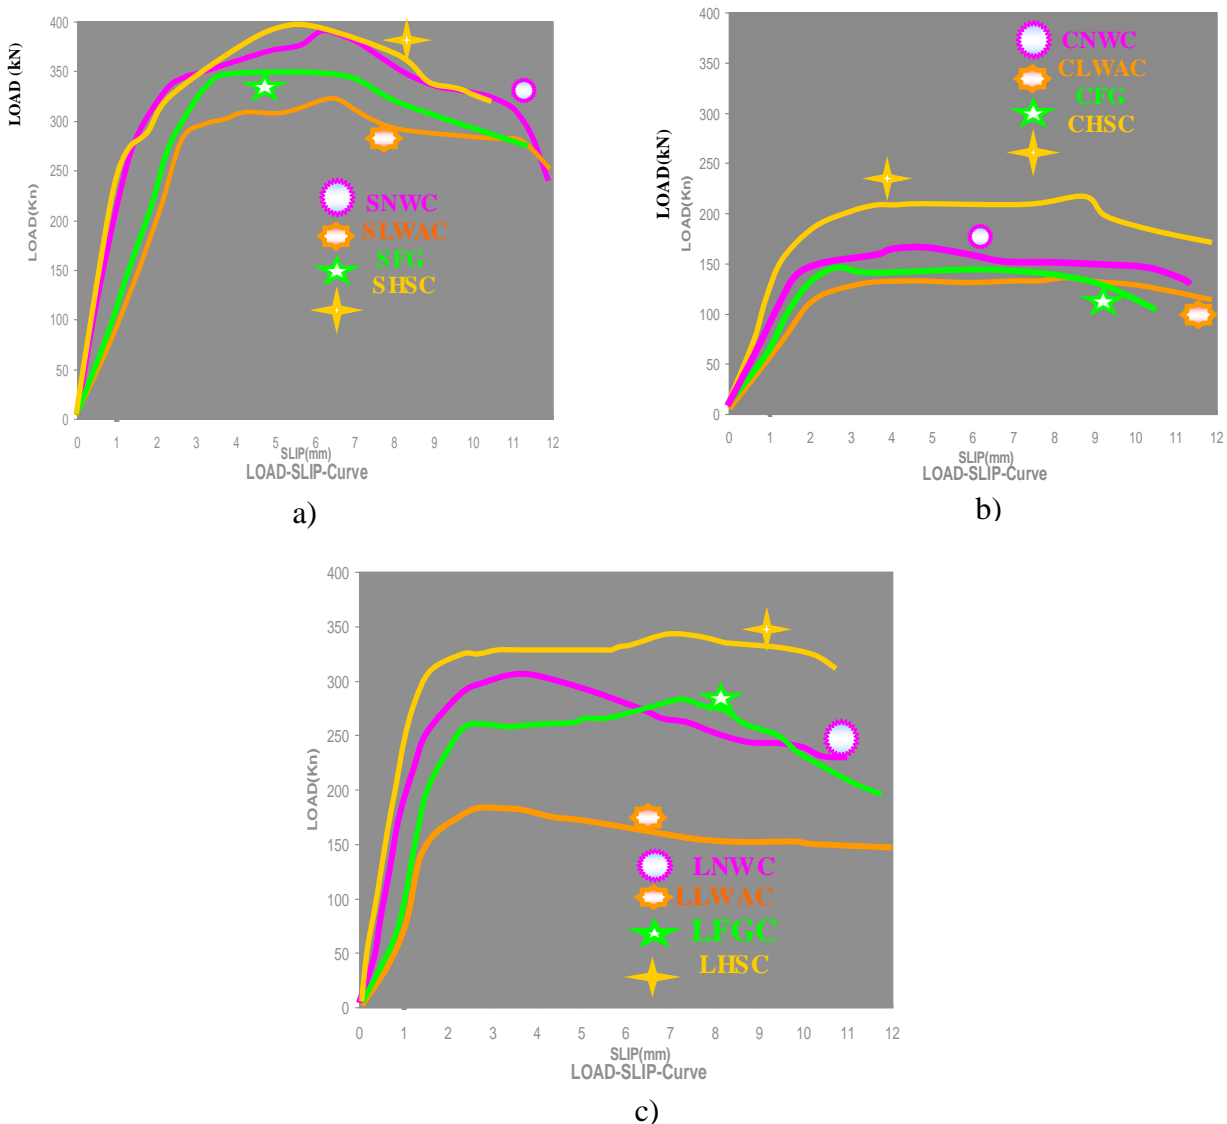 LOAD (kN)
LOAD(Kn)
400
350
300
250
200
150
100
50
0
0 1 2 3 4 5 6 7 8 9 10 11 12
SLIP(mm)
LOAD-SLIP-Curve
SNWC
SLWAC
SFG
SHSC
a)
LOAD(kN)
LOAD(Kn)
400
350
300
250
200
150
100
50
0
0 1 2 3 4 5 6 7 8 9 10 11 12
SLIP(mm)
LOAD-SLIP-Curve
CNWC
CLWAC
CFG
CHSC
b)
LOAD(Kn)
400
350
300
250
200
150
100
50
0
0 1 2 3 4 5 6 7 8 9 10 11 12
SLIP(mm)
LOAD-SLIP-Curve
LNWC
LLWAC
LFGC
LHSC
c)